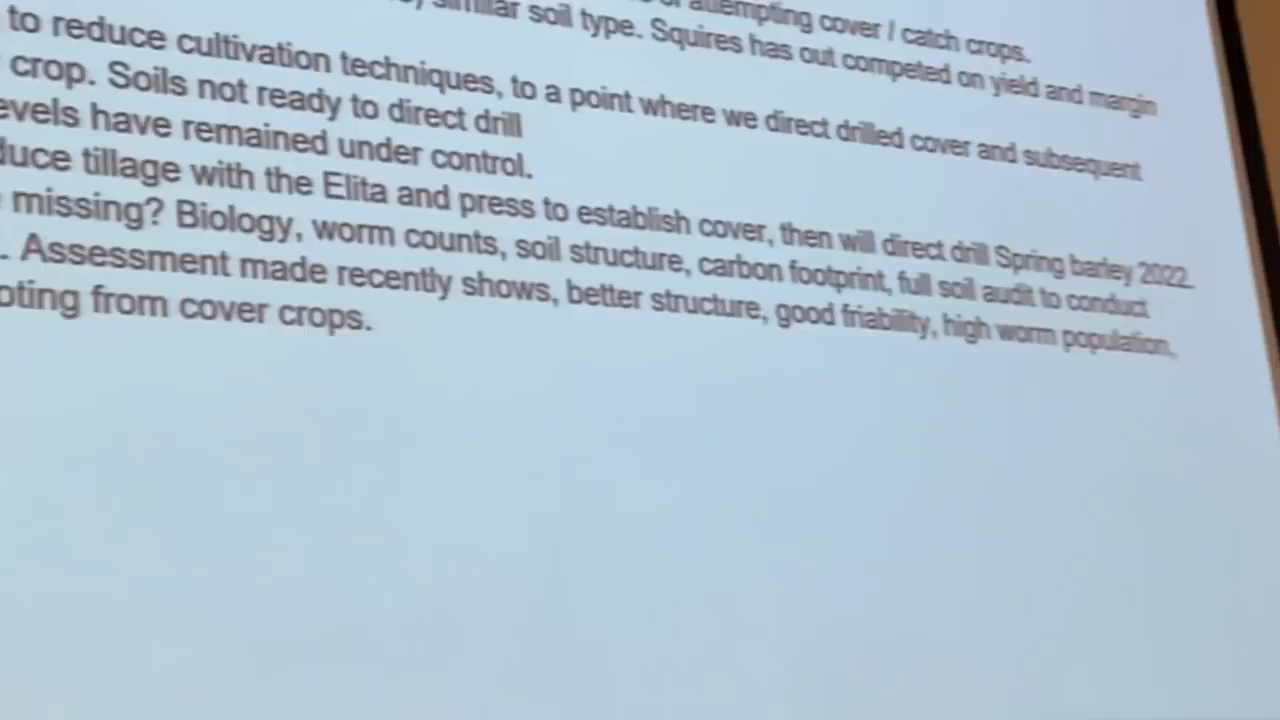 attempting cover / catch crops.
similar soil type. Squires has out competed on yield and margin
to reduce cultivation techniques, to a point where we direct drilled cover and subsequent
crop. Soils not ready to direct drill
evels have remained under control.
duce tillage with the Elita and press to establish cover, then will direct drill Spring barley 2022.
missing? Biology, worm counts, soil structure, carbon footprint, full soil audit to conduct
. Assessment made recently shows, better structure, good friability, high worm population,
oting from cover crops.